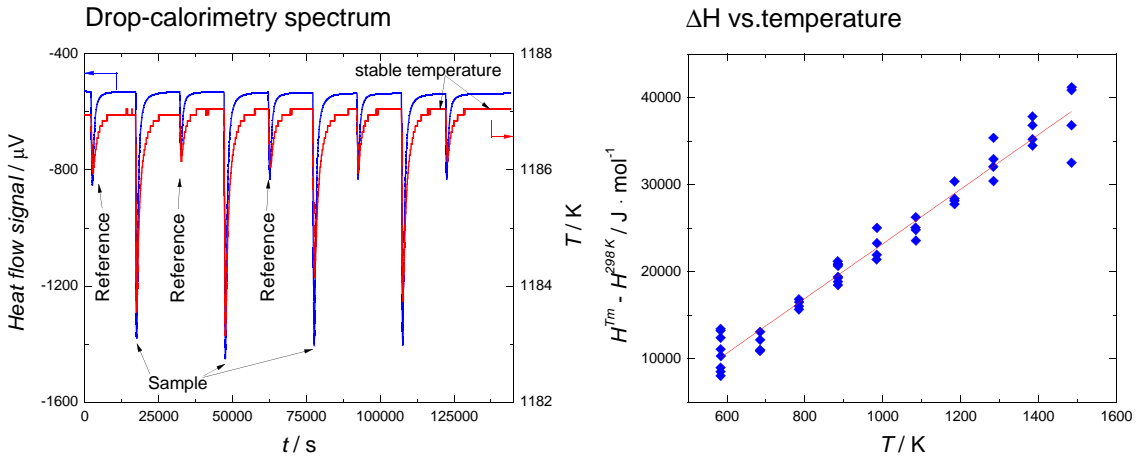 Drop-calorimetry spectrum
ΔH vs.temperature
-400
-800
-1200
-1600
Heat flow signal / μV
1188
1186
1184
1182
T / K
stable temperature
Reference
Reference
Reference
Sample
0
25000
50000
75000
100000
125000
t / s
40000
30000
20000
10000
H^Tm - H^298 K / J · mol^-1
600
800
1000
1200
1400
1600
T / K